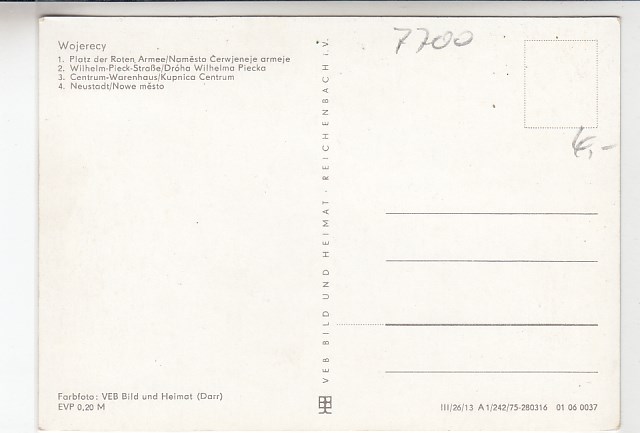 Wojerecy
1. Platz der Roten Armee/Naměsto Čerwjeneje armeje
2. Wilhelm-Pieck-Straße/Dróha Wilhelma Piecka
3. Centrum-Warenhaus/Kupnica Centrum
4. Neustadt/Nowe město
7700
4,-
VEB BILD UND HEIMAT · REICHENBACH i. V.
Farbfoto: VEB Bild und Heimat (Darr)
EVP 0,20 M
III/26/13 A 1/242/75-280316 01 06 0037